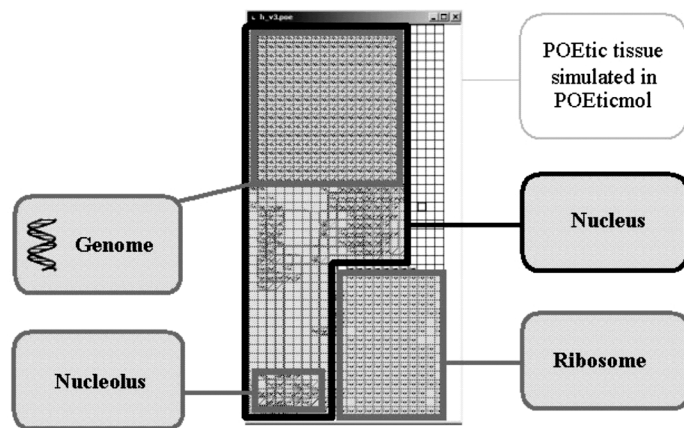 h_v3.poe
POEtic tissue
simulated in
POEticmol
Genome
Nucleus
Nucleolus
Ribosome